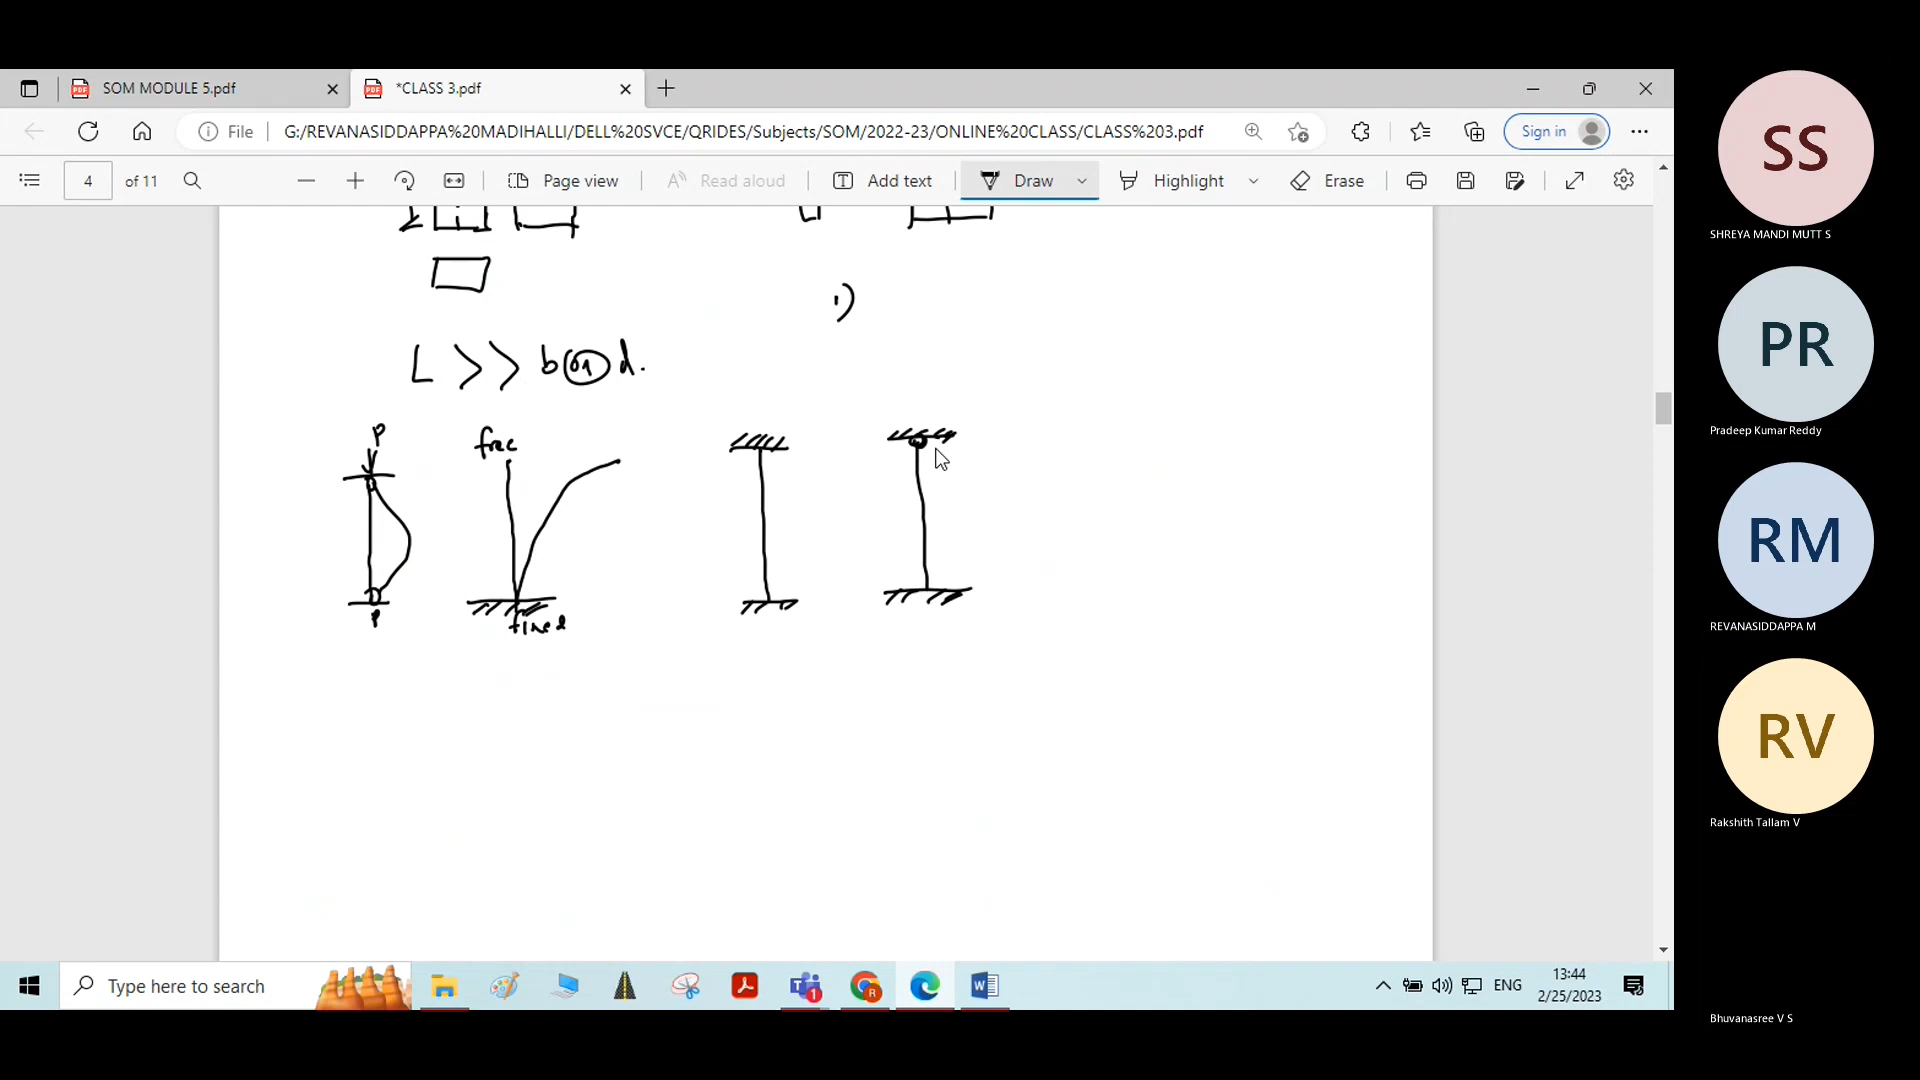 SOM MODULE 5.pdf
*CLASS 3.pdf
File
G:/REVANASIDDAPPA%20MADIHALLI/DELL%20SVCE/QRIDES/Subjects/SOM/2022-23/ONLINE%20CLASS/CLASS%203.pdf
Sign in
4 of 11
Page view
Read aloud
Add text
Draw
Highlight
Erase
1)
L >> b or d.
P
free
P
fixed
SS
SHREYA MANDI MUTT S
PR
Pradeep Kumar Reddy
RM
REVANASIDDAPPA M
RV
Rakshith Tallam V
Bhuvanasree V S
Type here to search
1
R
ENG
13:44
2/25/2023